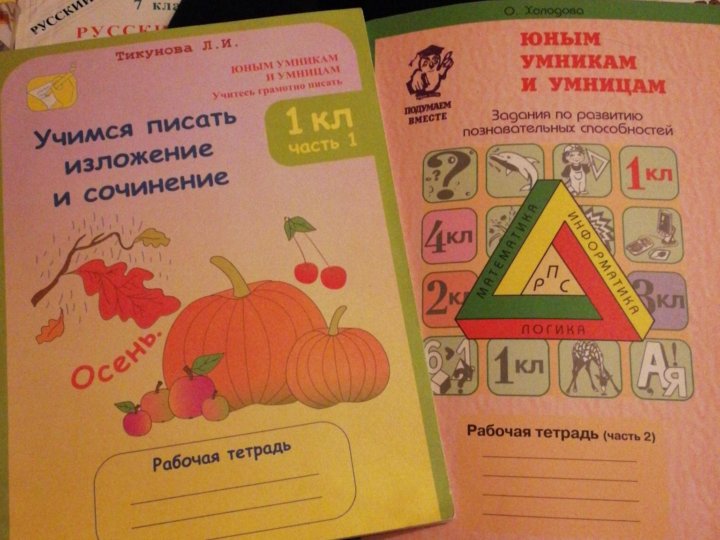 РУССКИЙ
7 кла
РУССКИ
Тикунова Л.И.
ЮНЫМ УМНИКАМ
И УМНИЦАМ
Учитесь грамотно писать
Учимся писать
изложение
и сочинение
1 кл
часть 1
Осень.
Рабочая тетрадь
О. Холодова
ЮНЫМ
УМНИКАМ
И УМНИЦАМ
ПОДУМАЕМ
ВМЕСТЕ
Задания по развитию
познавательных способностей
?
1кл
4кл
МАТЕМАТИКА
ИНФОРМАТИКА
РПС
2кл
3кл
ЛОГИКА
1кл
А!
Я
Рабочая тетрадь (часть 2)